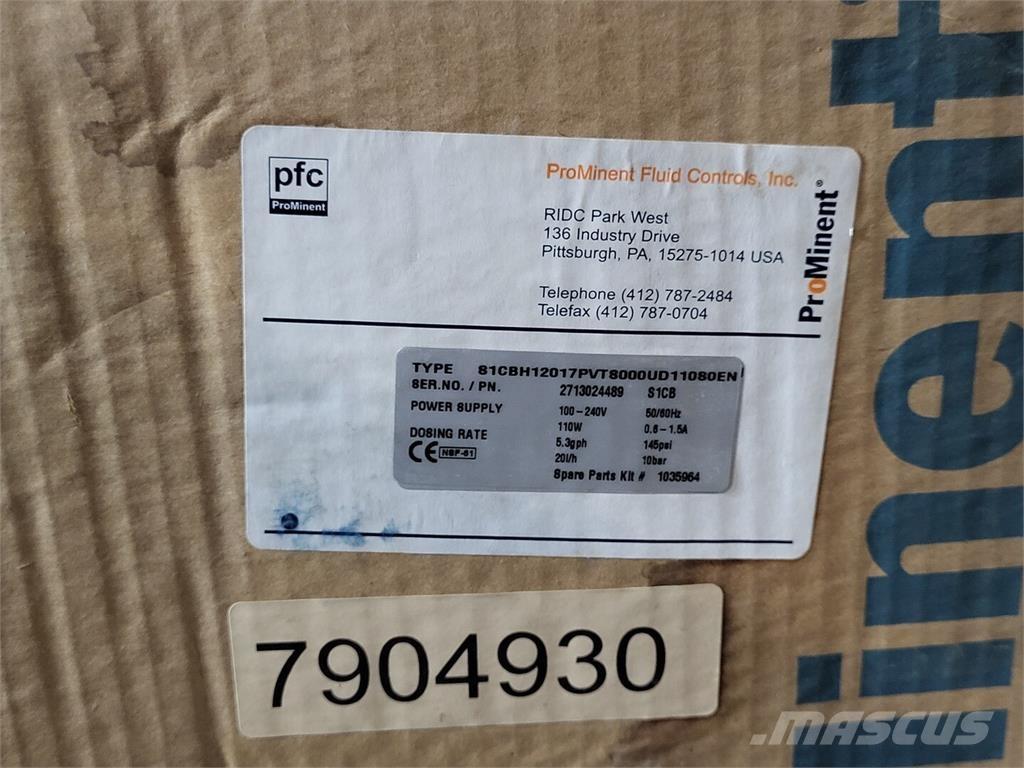 pfc
ProMinent
ProMinent Fluid Controls, Inc.
RIDC Park West
136 Industry Drive
Pittsburgh, PA, 15275-1014 USA
Telephone (412) 787-2484
Telefax (412) 787-0704
ProMinent®
TYPE S1CBH12017PVT8000UD11080EN
SER.NO. / PN. 2713024489 S1CB
POWER SUPPLY 100-240V 50/60Hz
110W 0.6-1.5A
DOSING RATE 5.3gph 145psi
CE NSF-61 20l/h 10bar
Spare Parts Kit # 1035964
7904930
inent
MASCUS